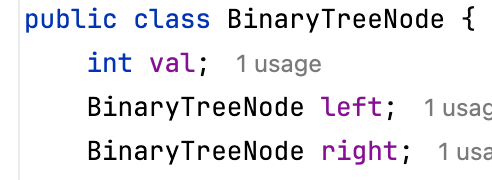 public class BinaryTreeNode {
int val; 1 usage
BinaryTreeNode left; 1
BinaryTreeNode right; 1